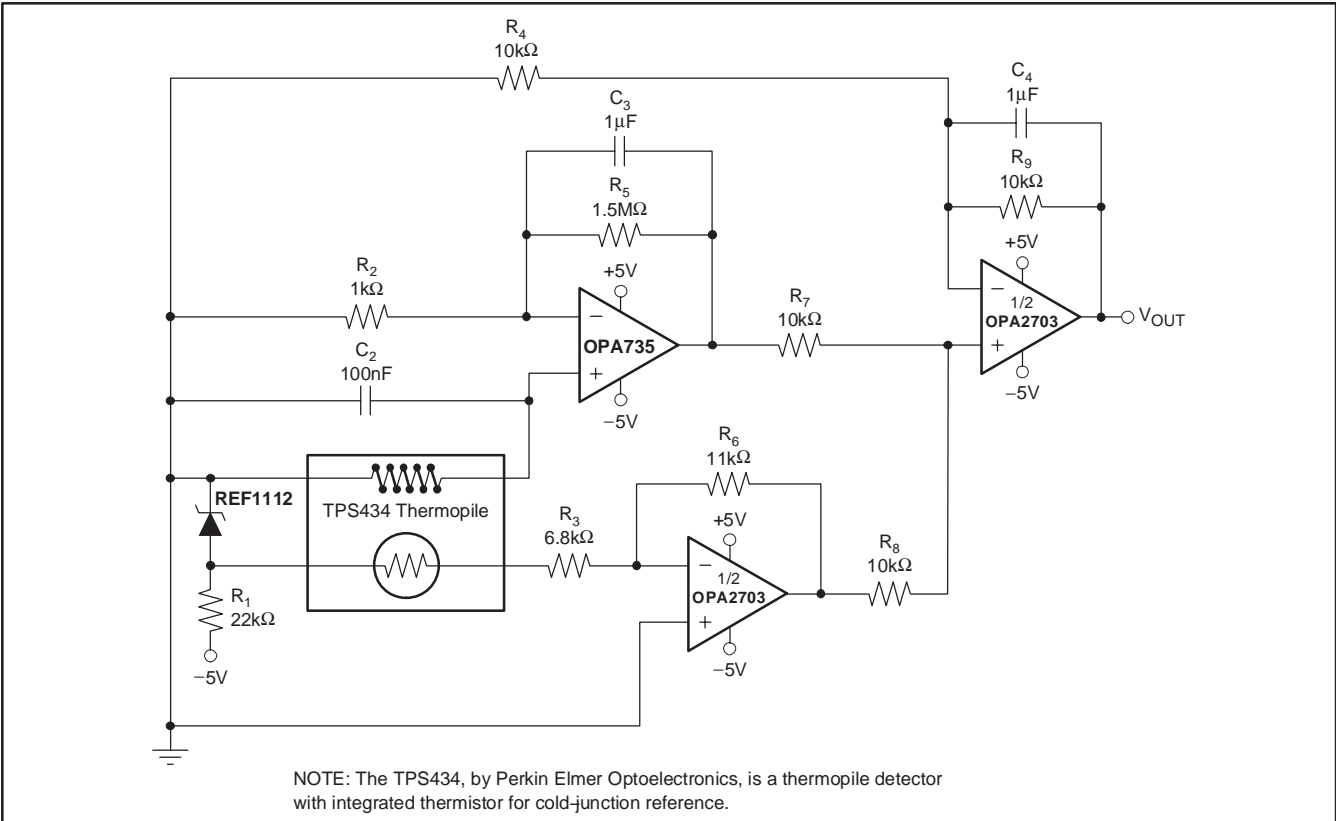 R4
10kΩ
C4
1µF
C3
1µF
R9
10kΩ
R5
1.5MΩ
+5V
R2
1kΩ
+5V
−
1/2
OPA2703
+
VOUT
R7
10kΩ
−
OPA735
+
−5V
C2
100nF
−5V
R6
11kΩ
REF1112
TPS434 Thermopile
R3
6.8kΩ
+5V
−
1/2
OPA2703
+
R8
10kΩ
R1
22kΩ
−5V
−5V
NOTE: The TPS434, by Perkin Elmer Optoelectronics, is a thermopile detector
with integrated thermistor for cold-junction reference.